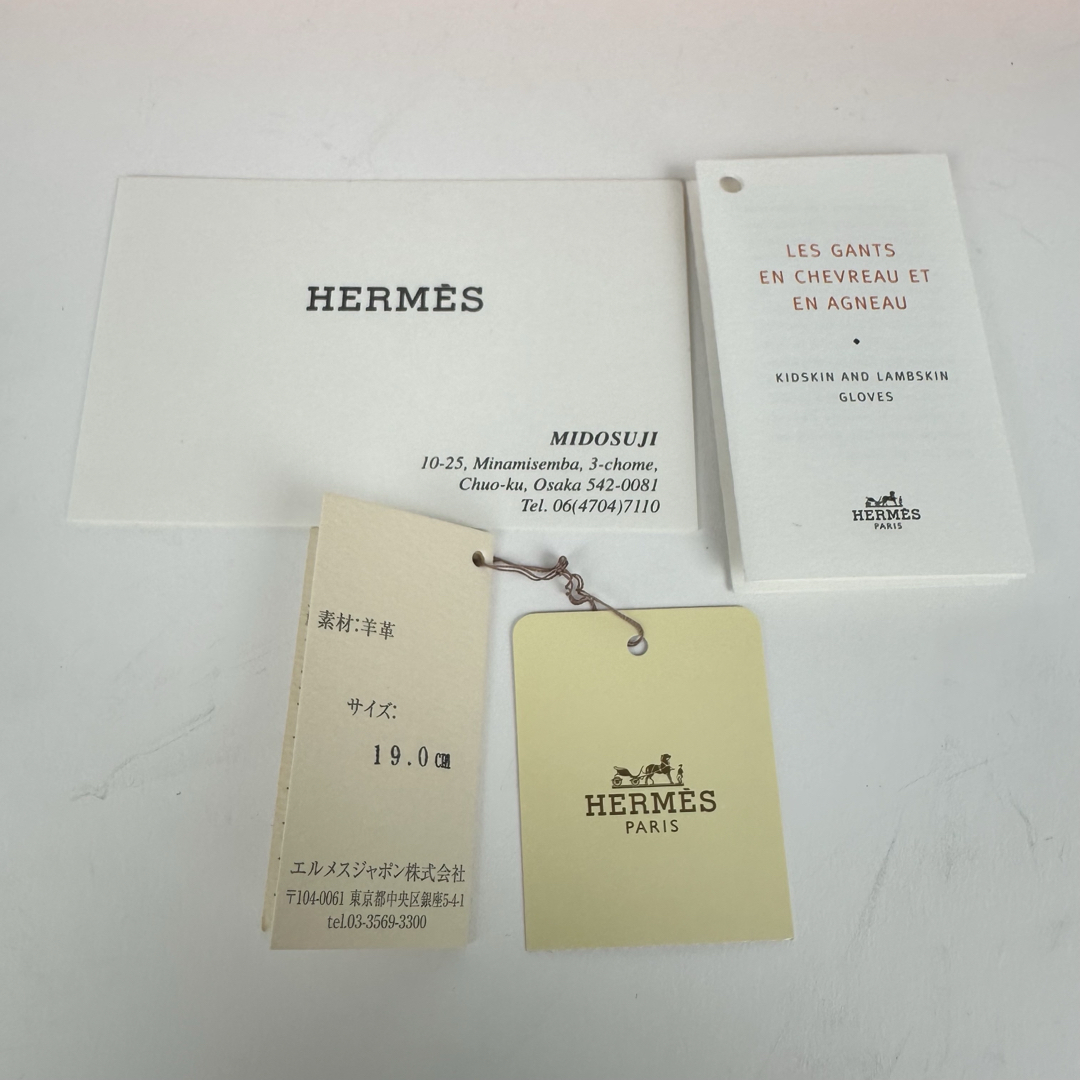 HERMÈS
MIDOSUJI
10-25, Minamisemba, 3-chome,
Chuo-ku, Osaka 542-0081
Tel. 06(4704)7110
LES GANTS
EN CHEVREAU ET
EN AGNEAU
KIDSKIN AND LAMBSKIN
GLOVES
HERMÈS
PARIS
素材:羊革
サイズ:
19.0cm
エルメスジャポン株式会社
〒104-0061 東京都中央区銀座5-4-1
tel.03-3569-3300
HERMÈS
PARIS